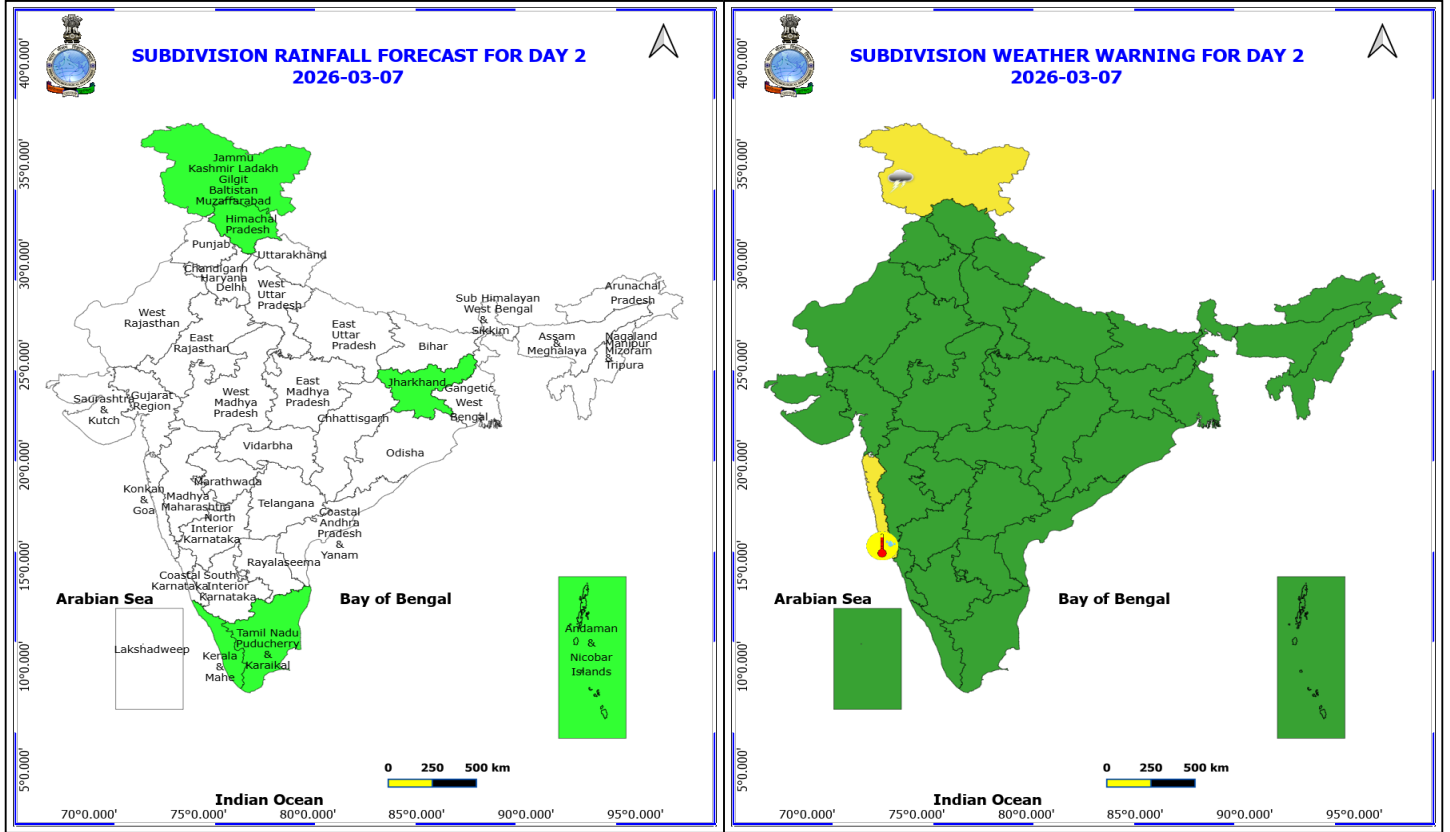 SUBDIVISION RAINFALL FORECAST FOR DAY 2
2026-03-07
40°0.000'
35°0.000'
30°0.000'
25°0.000'
20°0.000'
15°0.000'
10°0.000'
5°0.000'
Jammu
Kashmir Ladakh
Gilgit
Baltistan
Muzaffarabad
Himachal
Pradesh
Punjab
Uttarakhand
Chandigarh
Haryana
Delhi
West
Uttar
Pradesh
West
Rajasthan
East
Rajasthan
East
Uttar
Pradesh
Bihar
Sub Himalayan
West Bengal
&
Sikkim
Arunachal
Pradesh
Assam
&
Meghalaya
Nagaland
Manipur
Mizoram
&
Tripura
Jharkhand
Gangetic
West
Bengal
Saurashtra
&
Kutch
Gujarat
Region
West
Madhya
Pradesh
East
Madhya
Pradesh
Chhattisgarh
Vidarbha
Odisha
Konkan
&
Goa
Madhya
Maharashtra
Marathwada
Telangana
North
Interior
Karnataka
Coastal
Andhra
Pradesh
&
Yanam
Rayalaseema
Coastal
Karnataka
South
Interior
Karnataka
Tamil Nadu
Puducherry
&
Karaikal
Kerala
&
Mahe
Lakshadweep
Andaman
&
Nicobar
Islands
Arabian Sea
Bay of Bengal
Indian Ocean
0 250 500 km
70°0.000' 75°0.000' 80°0.000' 85°0.000' 90°0.000' 95°0.000'
SUBDIVISION WEATHER WARNING FOR DAY 2
2026-03-07
40°0.000'
35°0.000'
30°0.000'
25°0.000'
20°0.000'
15°0.000'
10°0.000'
5°0.000'
Arabian Sea
Bay of Bengal
Indian Ocean
0 250 500 km
70°0.000' 75°0.000' 80°0.000' 85°0.000' 90°0.000' 95°0.000'